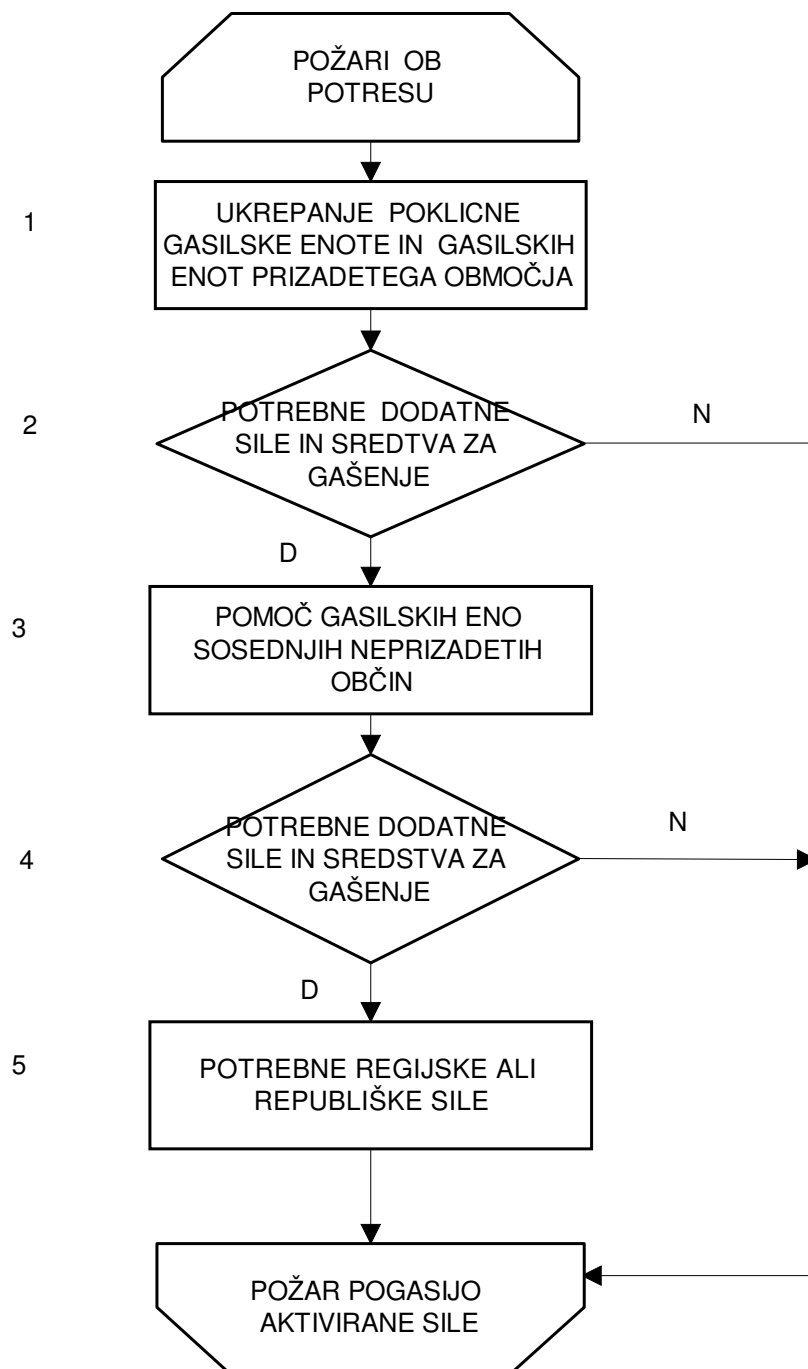 POŽARI OB
POTRESU
1
UKREPANJE POKLICNE
GASILSKE ENOTE IN GASILSKIH
ENOT PRIZADETEGA OBMOČJA
2
POTREBNE DODATNE
SILE IN SREDTVA ZA
GAŠENJE
N
D
3
POMOČ GASILSKIH ENO
SOSEDNJIH NEPRIZADETIH
OBČIN
4
POTREBNE DODATNE
SILE IN SREDSTVA ZA
GAŠENJE
N
D
5
POTREBNE REGIJSKE ALI
REPUBLIŠKE SILE
POŽAR POGASIJO
AKTIVIRANE SILE